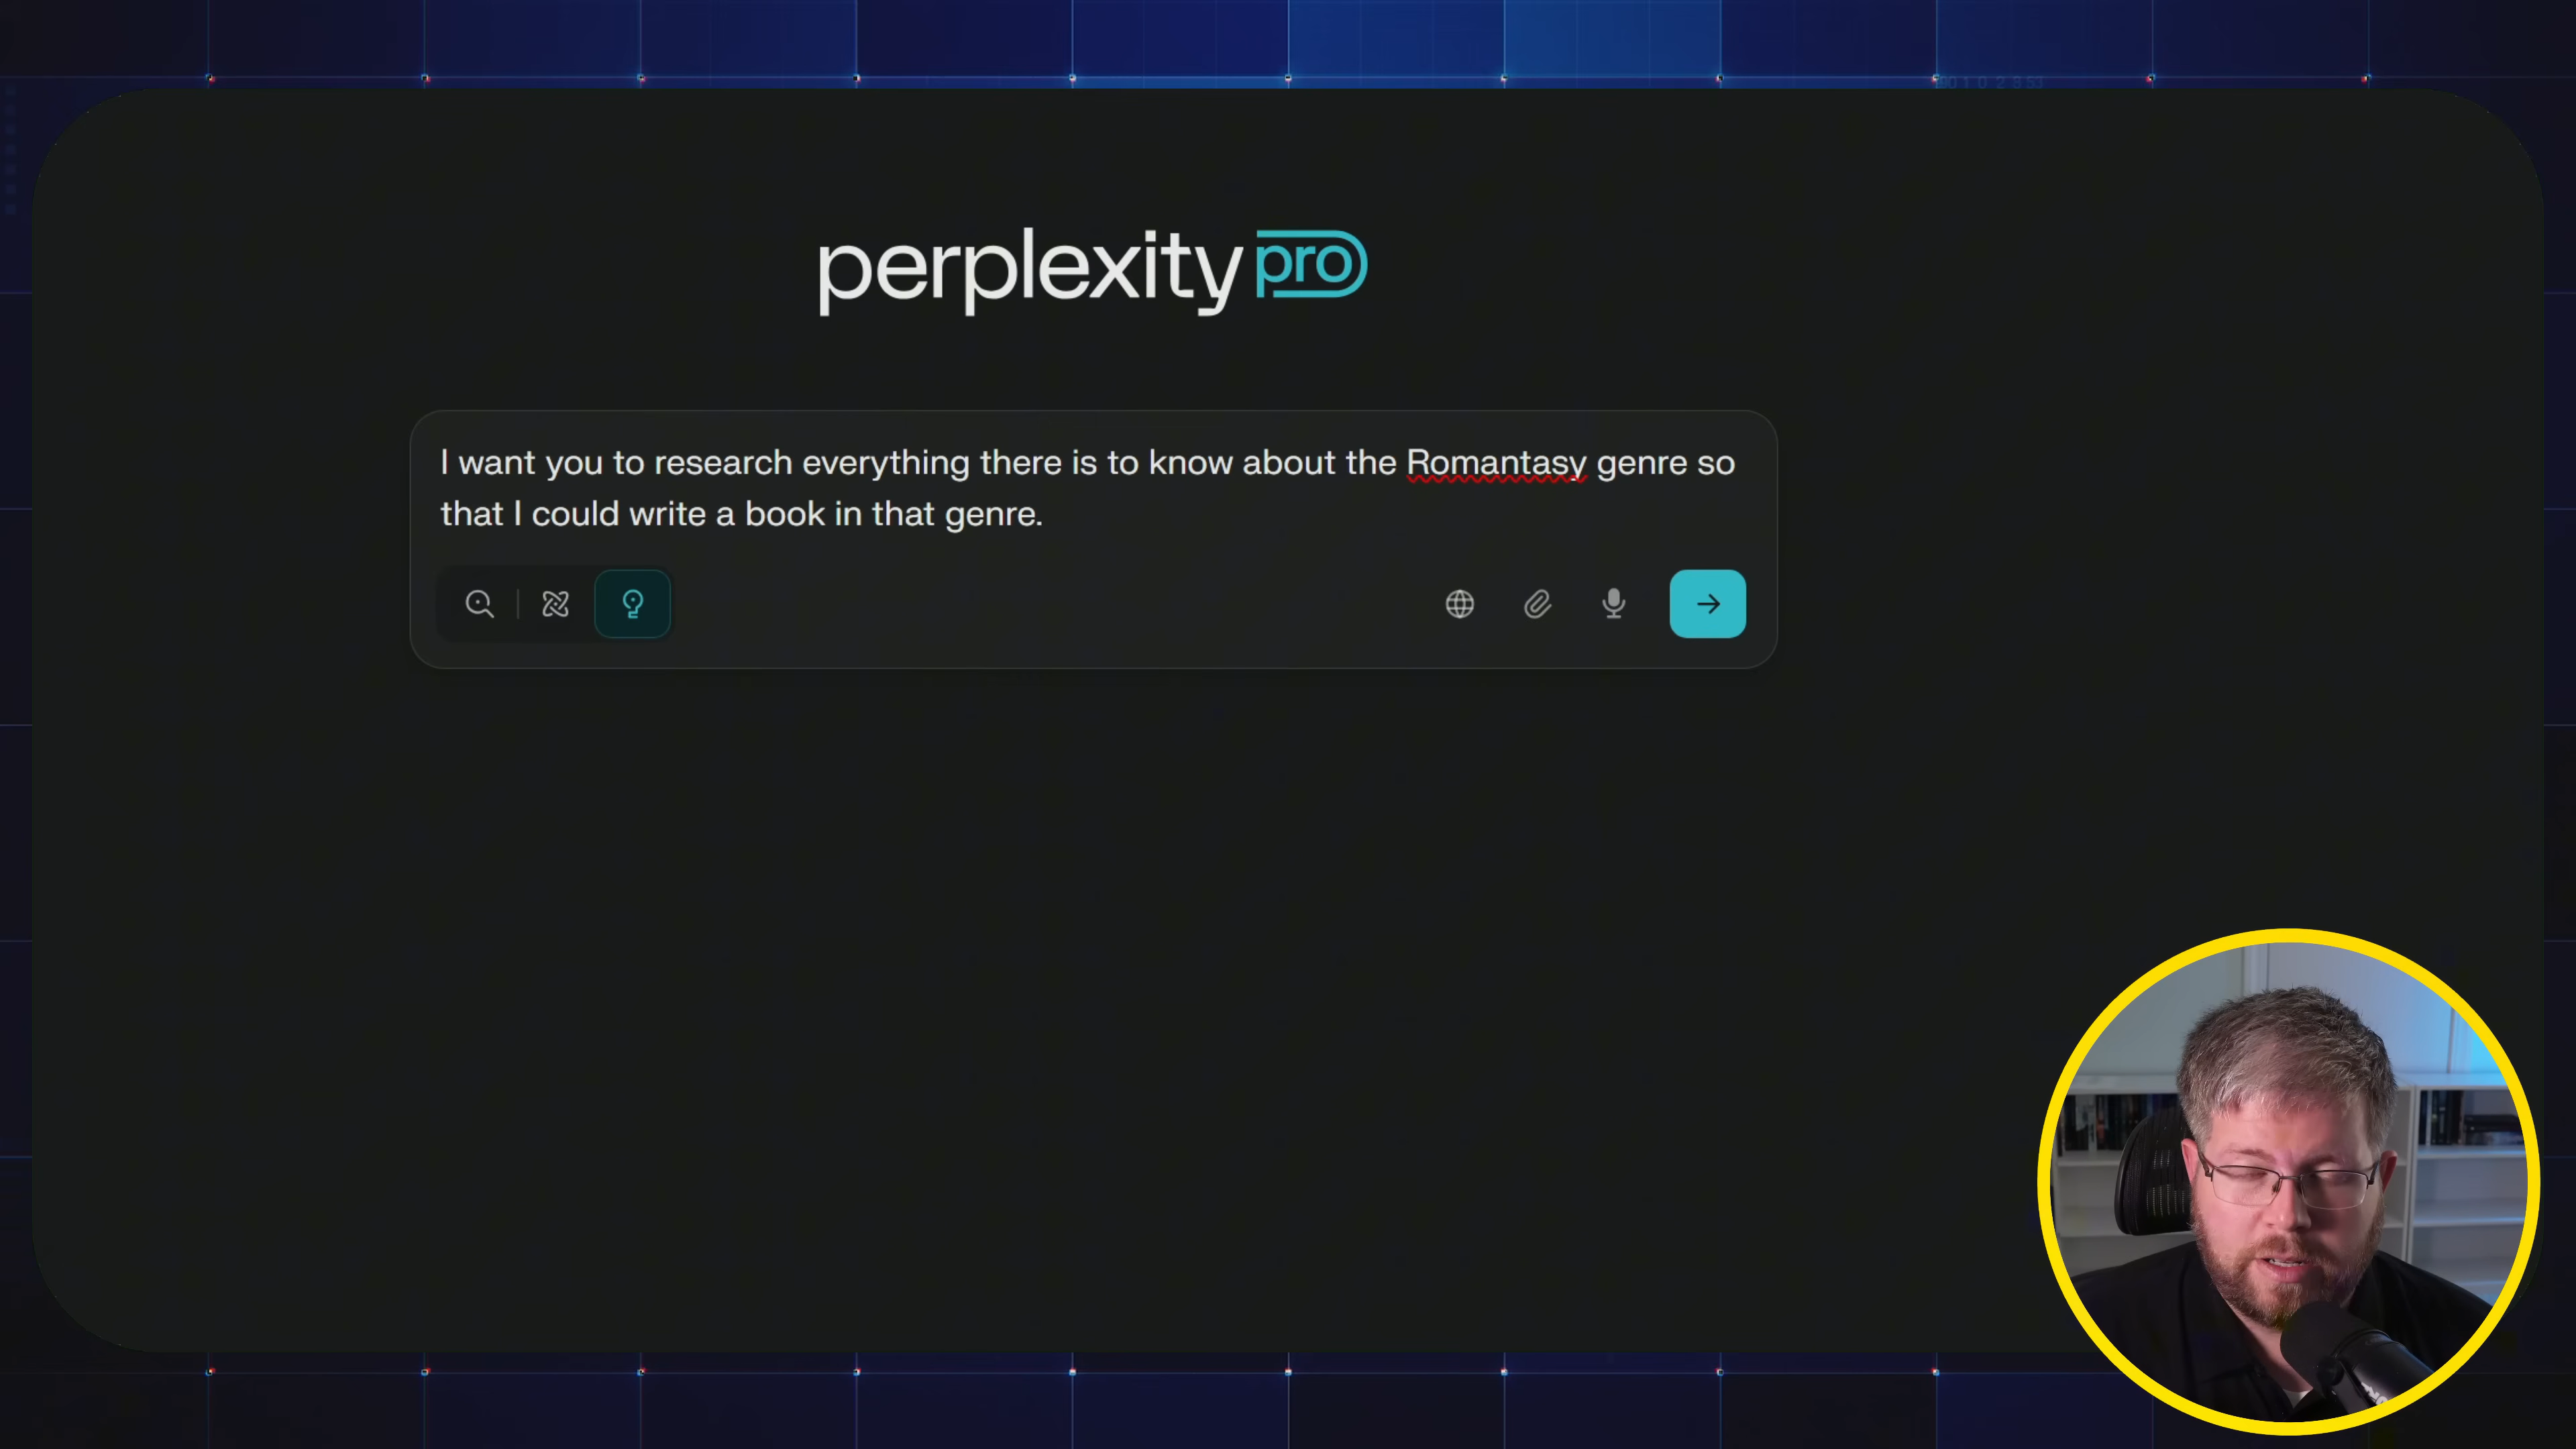 perplexity pro
I want you to research everything there is to know about the Romantasy genre so
that I could write a book in that genre.